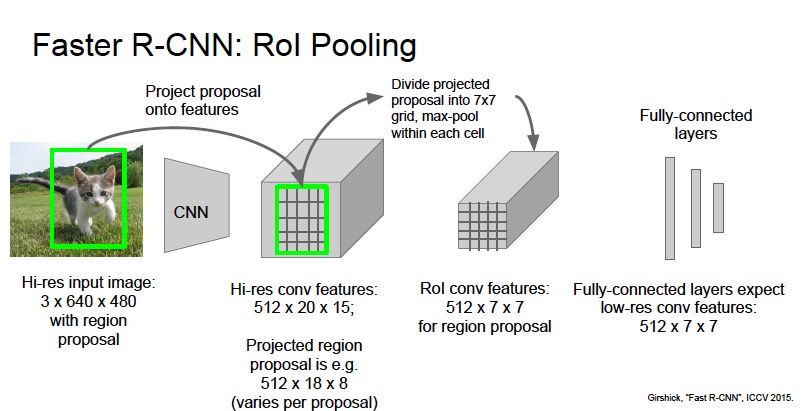 Faster R-CNN: RoI Pooling
Project proposal
onto features
Divide projected
proposal into 7x7
grid, max-pool
within each cell
Fully-connected
layers
CNN
Hi-res input image:
3 x 640 x 480
with region
proposal
Hi-res conv features:
512 x 20 x 15;
Projected region
proposal is e.g.
512 x 18 x 8
(varies per proposal)
RoI conv features:
512 x 7 x 7
for region proposal
Fully-connected layers expect
low-res conv features:
512 x 7 x 7
Girshick, “Fast R-CNN”, ICCV 2015.